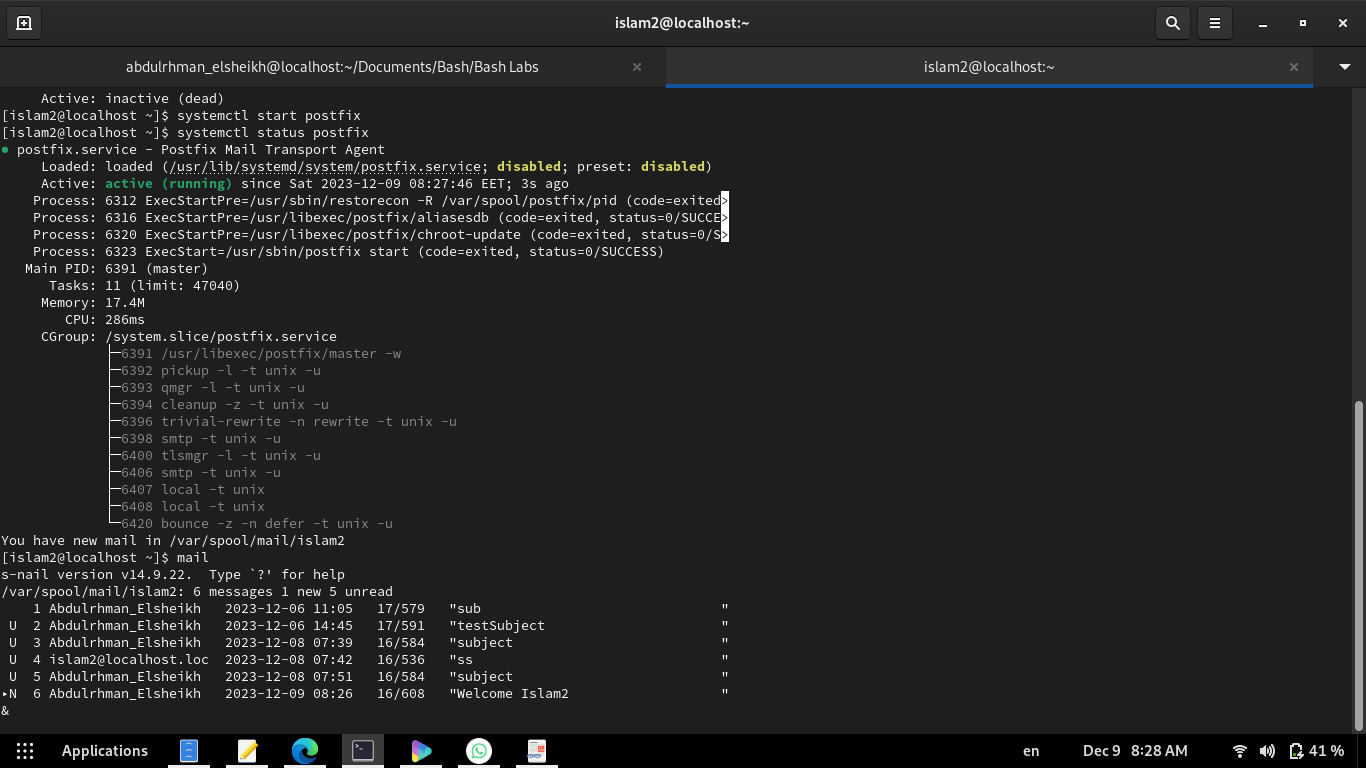 islam2@localhost:~
abdulrhman_elsheikh@localhost:~/Documents/Bash/Bash Labs
islam2@localhost:~
Active: inactive (dead)
[islam2@localhost ~]$ systemctl start postfix
[islam2@localhost ~]$ systemctl status postfix
● postfix.service - Postfix Mail Transport Agent
Loaded: loaded (/usr/lib/systemd/system/postfix.service; disabled; preset: disabled)
Active: active (running) since Sat 2023-12-09 08:27:46 EET; 3s ago
Process: 6312 ExecStartPre=/usr/sbin/restorecon -R /var/spool/postfix/pid (code=exited>
Process: 6316 ExecStartPre=/usr/libexec/postfix/aliasesdb (code=exited, status=0/SUCCE>
Process: 6320 ExecStartPre=/usr/libexec/postfix/chroot-update (code=exited, status=0/S>
Process: 6323 ExecStart=/usr/sbin/postfix start (code=exited, status=0/SUCCESS)
Main PID: 6391 (master)
Tasks: 11 (limit: 47040)
Memory: 17.4M
CPU: 286ms
CGroup: /system.slice/postfix.service
├─6391 /usr/libexec/postfix/master -w
├─6392 pickup -l -t unix -u
├─6393 qmgr -l -t unix -u
├─6394 cleanup -z -t unix -u
├─6396 trivial-rewrite -n rewrite -t unix -u
├─6398 smtp -t unix -u
├─6400 tlsmgr -l -t unix -u
├─6406 smtp -t unix -u
├─6407 local -t unix
├─6408 local -t unix
└─6420 bounce -z -n defer -t unix -u
You have new mail in /var/spool/mail/islam2
[islam2@localhost ~]$ mail
s-nail version v14.9.22.  Type `?' for help
/var/spool/mail/islam2: 6 messages 1 new 5 unread
1 Abdulrhman_Elsheikh   2023-12-06 11:05   17/579   "sub                              "
U  2 Abdulrhman_Elsheikh   2023-12-06 14:45   17/591   "testSubject                      "
U  3 Abdulrhman_Elsheikh   2023-12-08 07:39   16/584   "subject                          "
U  4 islam2@localhost.loc  2023-12-08 07:42   16/536   "ss                               "
U  5 Abdulrhman_Elsheikh   2023-12-08 07:51   16/584   "subject                          "
▸N  6 Abdulrhman_Elsheikh   2023-12-09 08:26   16/608   "Welcome Islam2                   "
&
Applications
en
Dec 9 8:28 AM
41 %